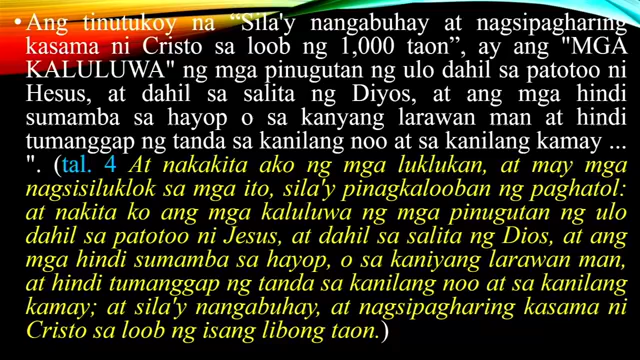 •Ang tinutukoy na “Sila'y nangabuhay at nagsipagharing
kasama ni Cristo sa loob ng 1,000 taon”, ay ang "MGA
KALULUWA" ng mga pinugutan ng ulo dahil sa patotoo ni
Hesus, at dahil sa salita ng Diyos, at ang mga hindi
sumamba sa hayop o sa kanyang larawan man at hindi
tumanggap ng tanda sa kanilang noo at sa kanilang kamay ...
". (tal. 4 At nakakita ako ng mga luklukan, at may mga
nagsisiluklok sa mga ito, sila'y pinagkalooban ng paghatol:
at nakita ko ang mga kaluluwa ng mga pinugutan ng ulo
dahil sa patotoo ni Jesus, at dahil sa salita ng Dios, at ang
mga hindi sumamba sa hayop, o sa kaniyang larawan man,
at hindi tumanggap ng tanda sa kanilang noo at sa kanilang
kamay; at sila'y nangabuhay, at nagsipagharing kasama ni
Cristo sa loob ng isang libong taon.)